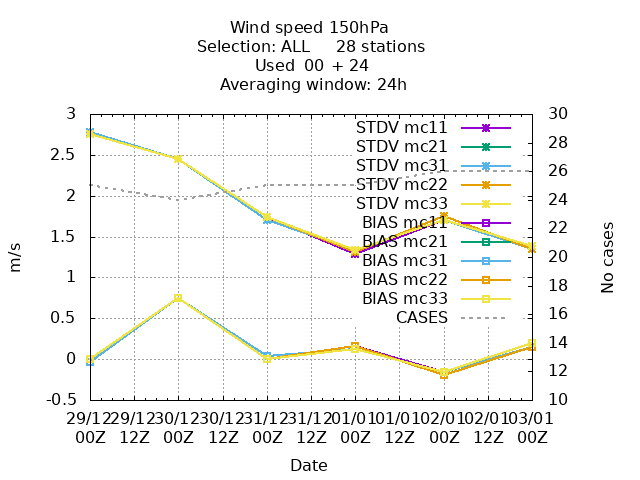 Wind speed 150hPa
Selection: ALL     28 stations
Used  00  + 24
Averaging window: 24h
3
2.5
2
1.5
1
0.5
0
-0.5
m/s
30
28
26
24
22
20
18
16
14
12
10
No cases
STDV mc11
STDV mc21
STDV mc31
STDV mc22
STDV mc33
BIAS mc11
BIAS mc21
BIAS mc31
BIAS mc22
BIAS mc33
CASES
29/12 29/12 30/12 30/12 31/12 31/12 01/01 01/01 02/01 02/01 03/01
00Z 12Z 00Z 12Z 00Z 12Z 00Z 12Z 00Z 12Z 00Z
Date